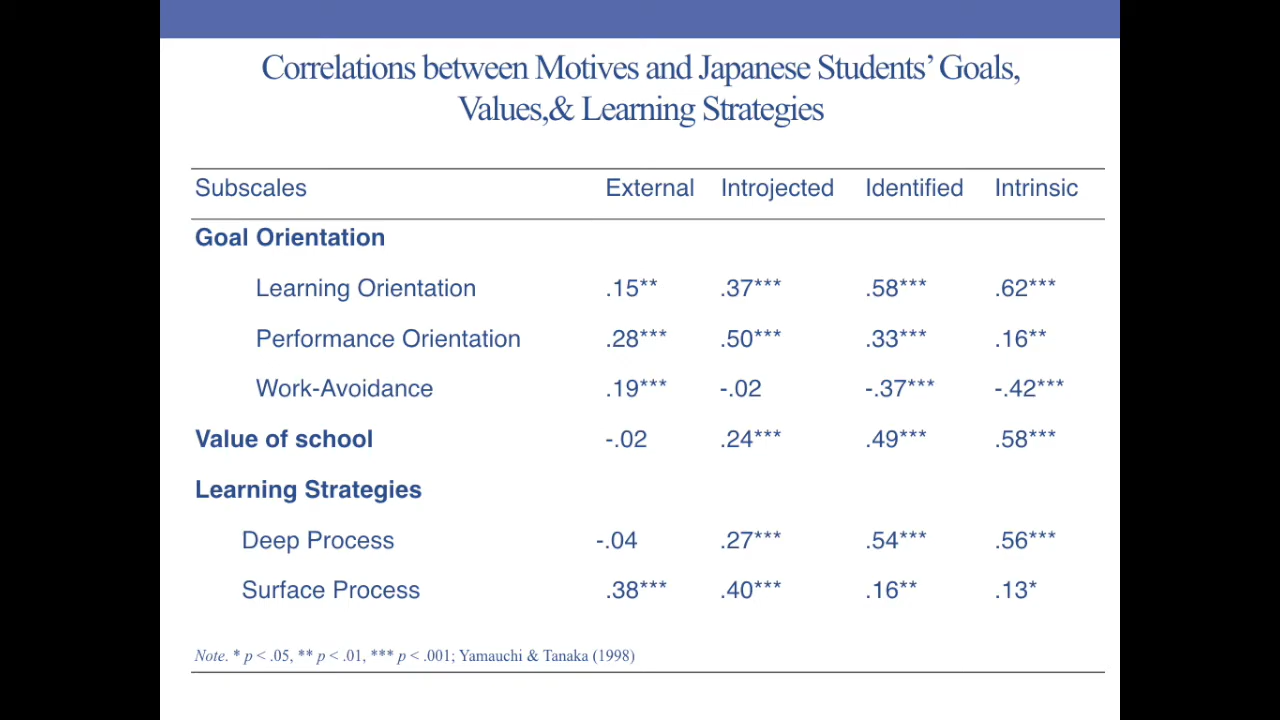 Correlations between Motives and Japanese Students’ Goals,
Values,& Learning Strategies
Subscales External Introjected Identified Intrinsic
Goal Orientation
Learning Orientation .15** .37*** .58*** .62***
Performance Orientation .28*** .50*** .33*** .16**
Work-Avoidance .19*** -.02 -.37*** -.42***
Value of school -.02 .24*** .49*** .58***
Learning Strategies
Deep Process -.04 .27*** .54*** .56***
Surface Process .38*** .40*** .16** .13*
Note. * p < .05, ** p < .01, *** p < .001; Yamauchi & Tanaka (1998)